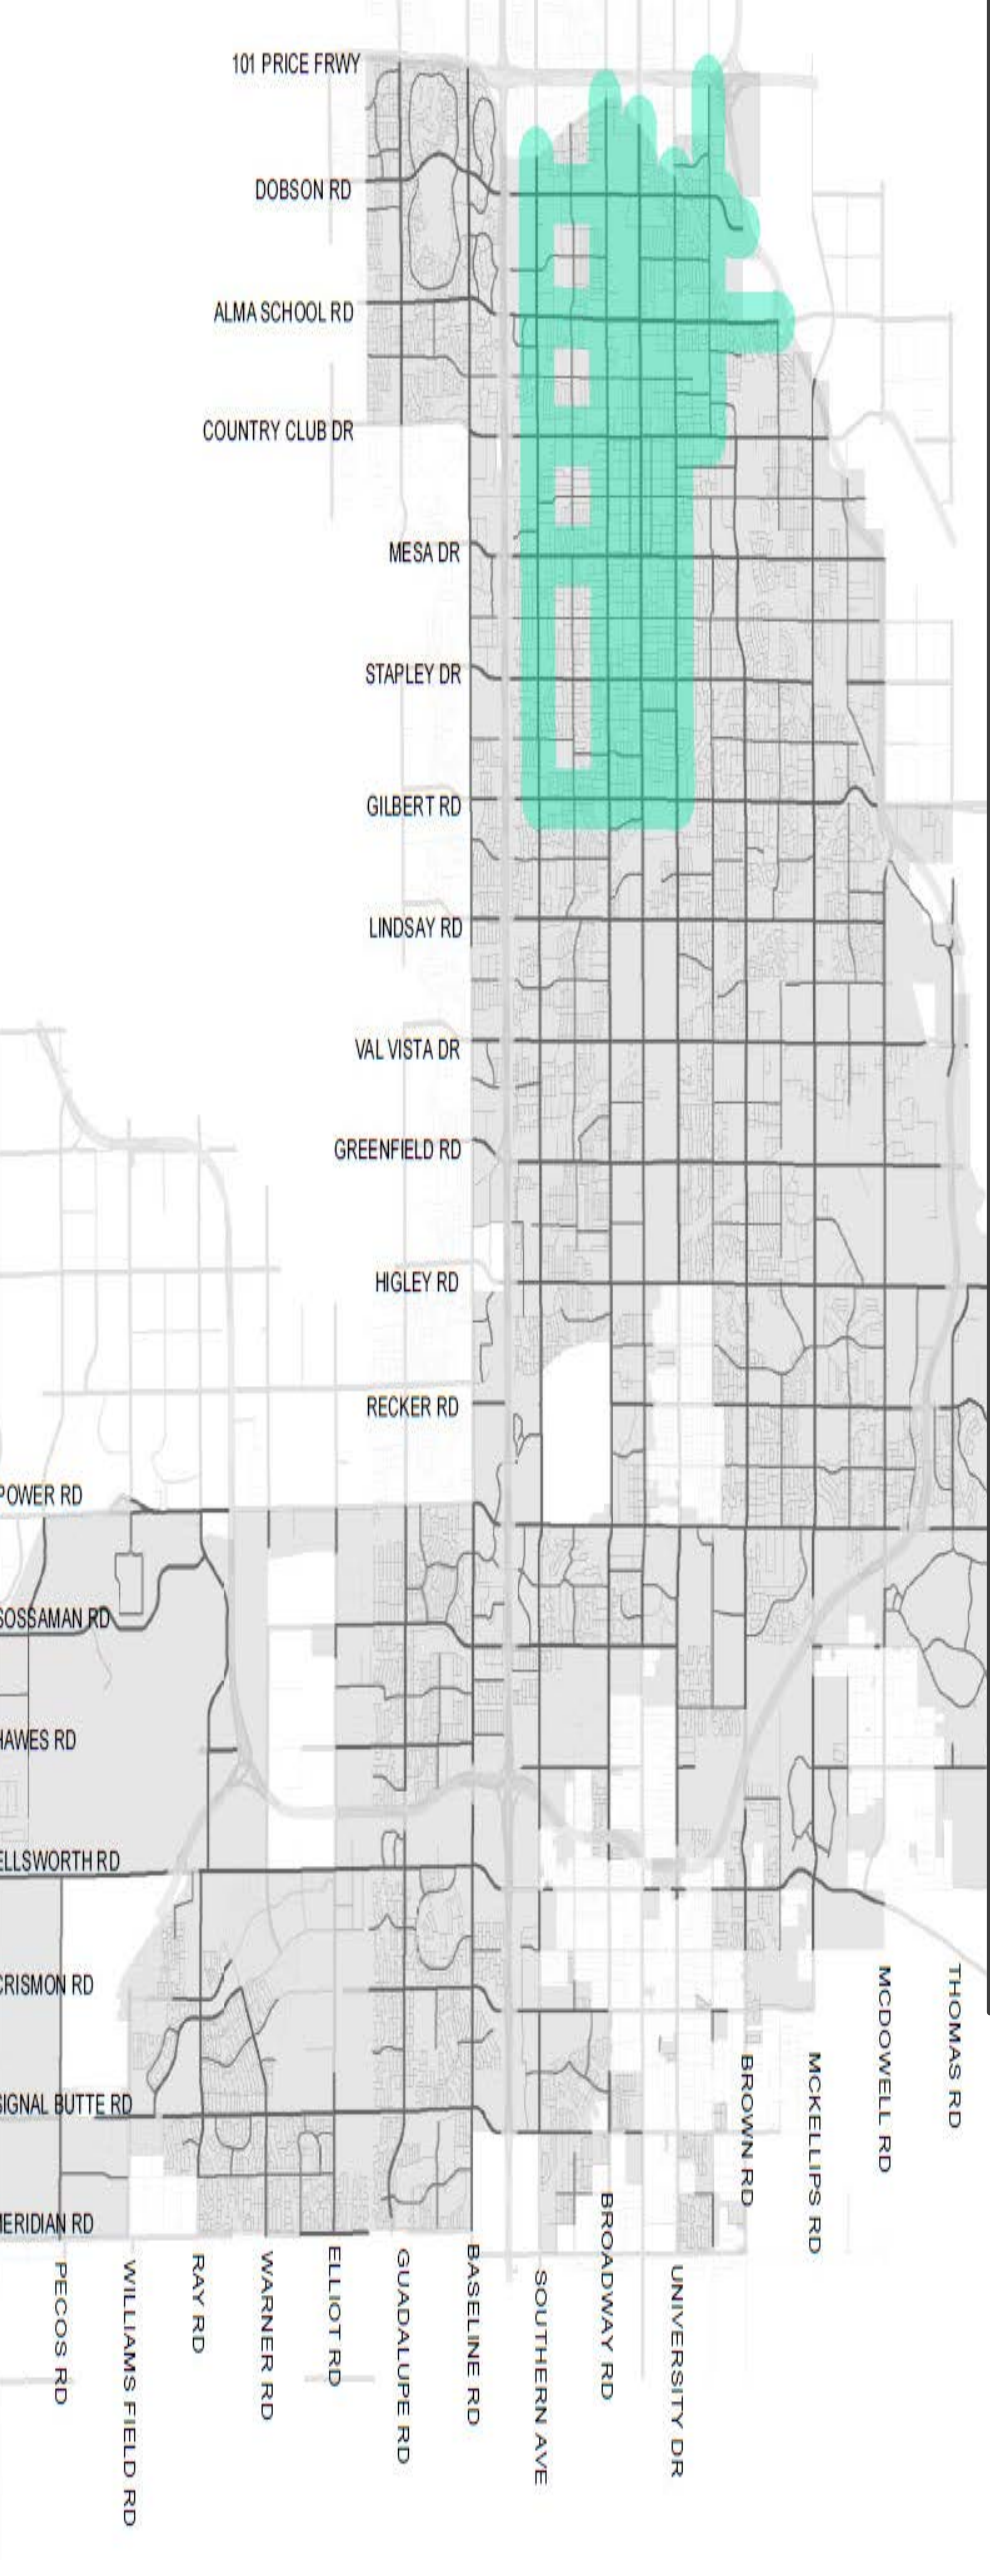 101 PRICE FRWY
DOBSON RD
ALMA SCHOOL RD
COUNTRY CLUB DR
MESA DR
STAPLEY DR
GILBERT RD
LINDSAY RD
VAL VISTA DR
GREENFIELD RD
HIGLEY RD
RECKER RD
POWER RD
SOSSAMAN RD
HAWES RD
ELLSWORTH RD
CRISMON RD
SIGNAL BUTTE RD
MERIDIAN RD
PECOS RD
WILLIAMS FIELD RD
RAY RD
WARNER RD
ELLIOT RD
GUADALUPE RD
BASELINE RD
SOUTHERN AVE
BROADWAY RD
UNIVERSITY DR
BROWN RD
MCKELLIPS RD
MCDOWELL RD
THOMAS RD